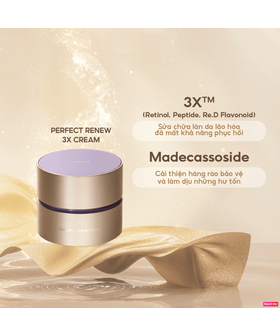 3X™
(Retinol, Peptide, Re.D Flavonoid)
Sửa chữa làn da lão hóa
đã mất khả năng phục hồi
PERFECT RENEW
3X CREAM
Madecassoside
Cải thiện hàng rào bảo vệ
và làm dịu những hư tổn